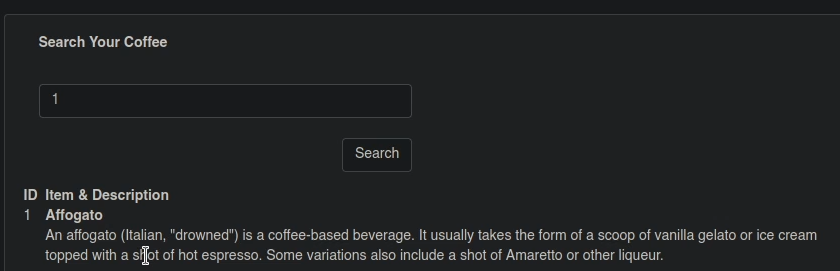 Search Your Coffee
1
Search
ID Item & Description
1 Affogato
An affogato (Italian, "drowned") is a coffee-based beverage. It usually takes the form of a scoop of vanilla gelato or ice cream
topped with a shot of hot espresso. Some variations also include a shot of Amaretto or other liqueur.